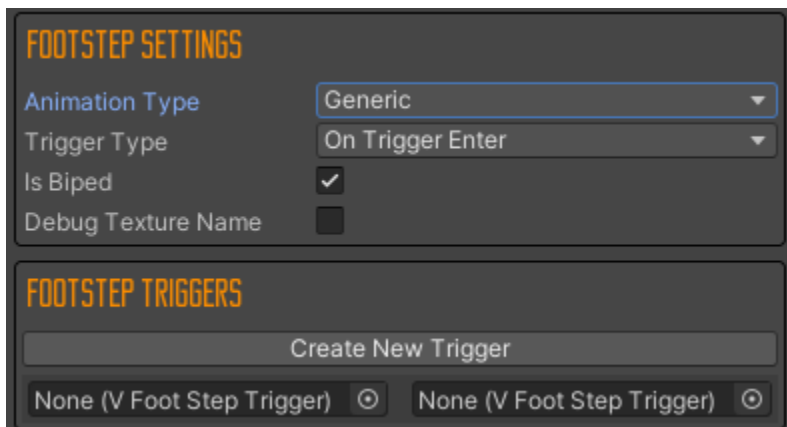 FOOTSTEP SETTINGS
Animation Type Generic
Trigger Type On Trigger Enter
Is Biped
Debug Texture Name
FOOTSTEP TRIGGERS
Create New Trigger
None (V Foot Step Trigger) None (V Foot Step Trigger)